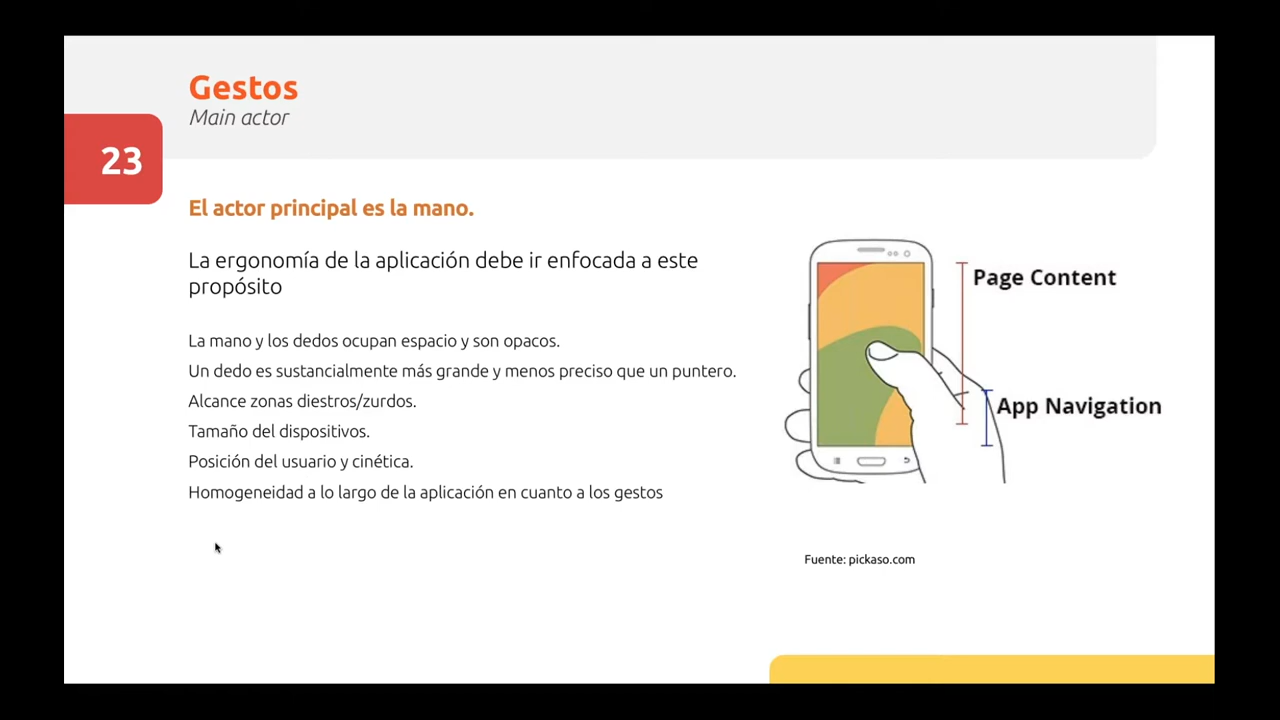 Gestos
Main actor
23
El actor principal es la mano.
La ergonomía de la aplicación debe ir enfocada a este
propósito
La mano y los dedos ocupan espacio y son opacos.
Un dedo es sustancialmente más grande y menos preciso que un puntero.
Alcance zonas diestros/zurdos.
Tamaño del dispositivos.
Posición del usuario y cinética.
Homogeneidad a lo largo de la aplicación en cuanto a los gestos
Page Content
App Navigation
Fuente: pickaso.com